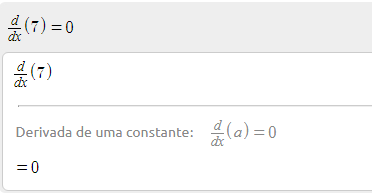 d/dx (7) = 0
d/dx (7)
Derivada de uma constante: d/dx (a) = 0
= 0